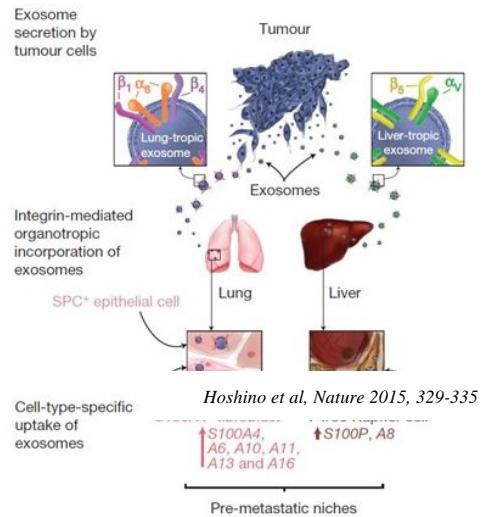 Exosome
secretion by
tumour cells
Tumour
β1
α6
β4
Lung-tropic
exosome
β5
αv
Liver-tropic
exosome
Exosomes
Integrin-mediated
organotropic
incorporation of
exosomes
Lung
Liver
SPC+ epithelial cell
Hoshino et al, Nature 2015, 329-335
Cell-type-specific
uptake of
exosomes
↑S100A4,
A6, A10, A11,
A13 and A16
↑S100P, A8
Pre-metastatic niches